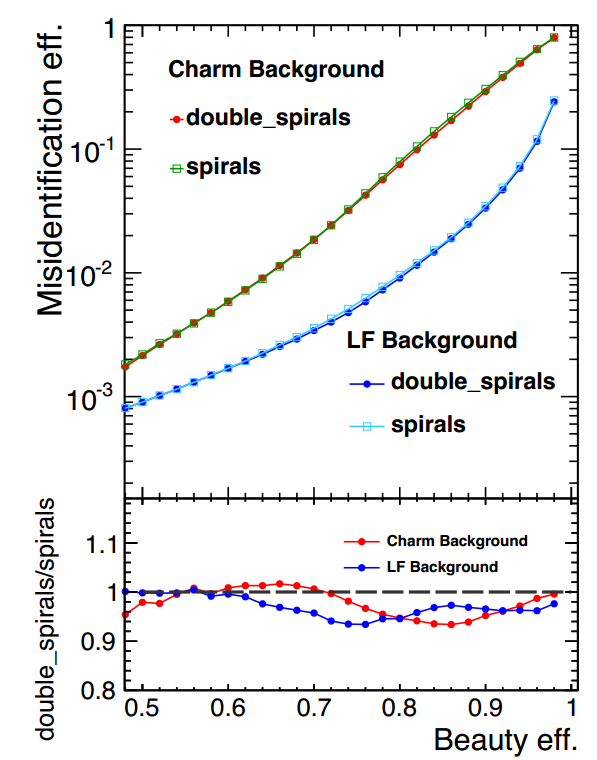 Misidentification eff.
1
10-1
10-2
10-3
Charm Background
double_spirals
spirals
LF Background
double_spirals
spirals
double_spirals/spirals
1.1
1
0.9
0.8
Charm Background
LF Background
0.5 0.6 0.7 0.8 0.9 1
Beauty eff.